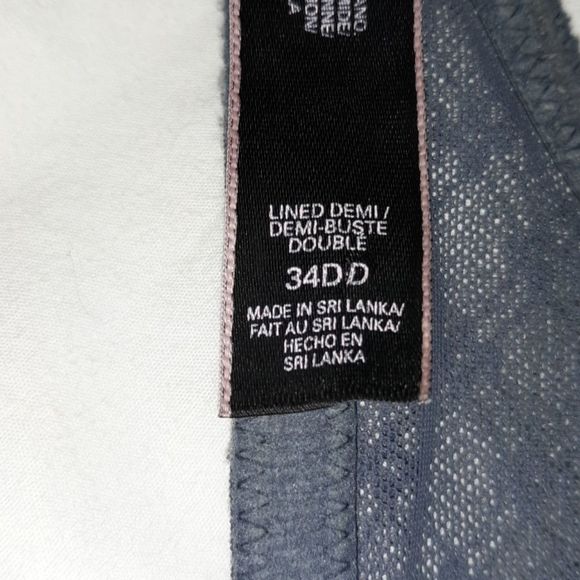 LINED DEMI /
DEMI-BUSTE
DOUBLÉ
34DD
MADE IN SRI LANKA/
FAIT AU SRI LANKA/
HECHO EN
SRI LANKA